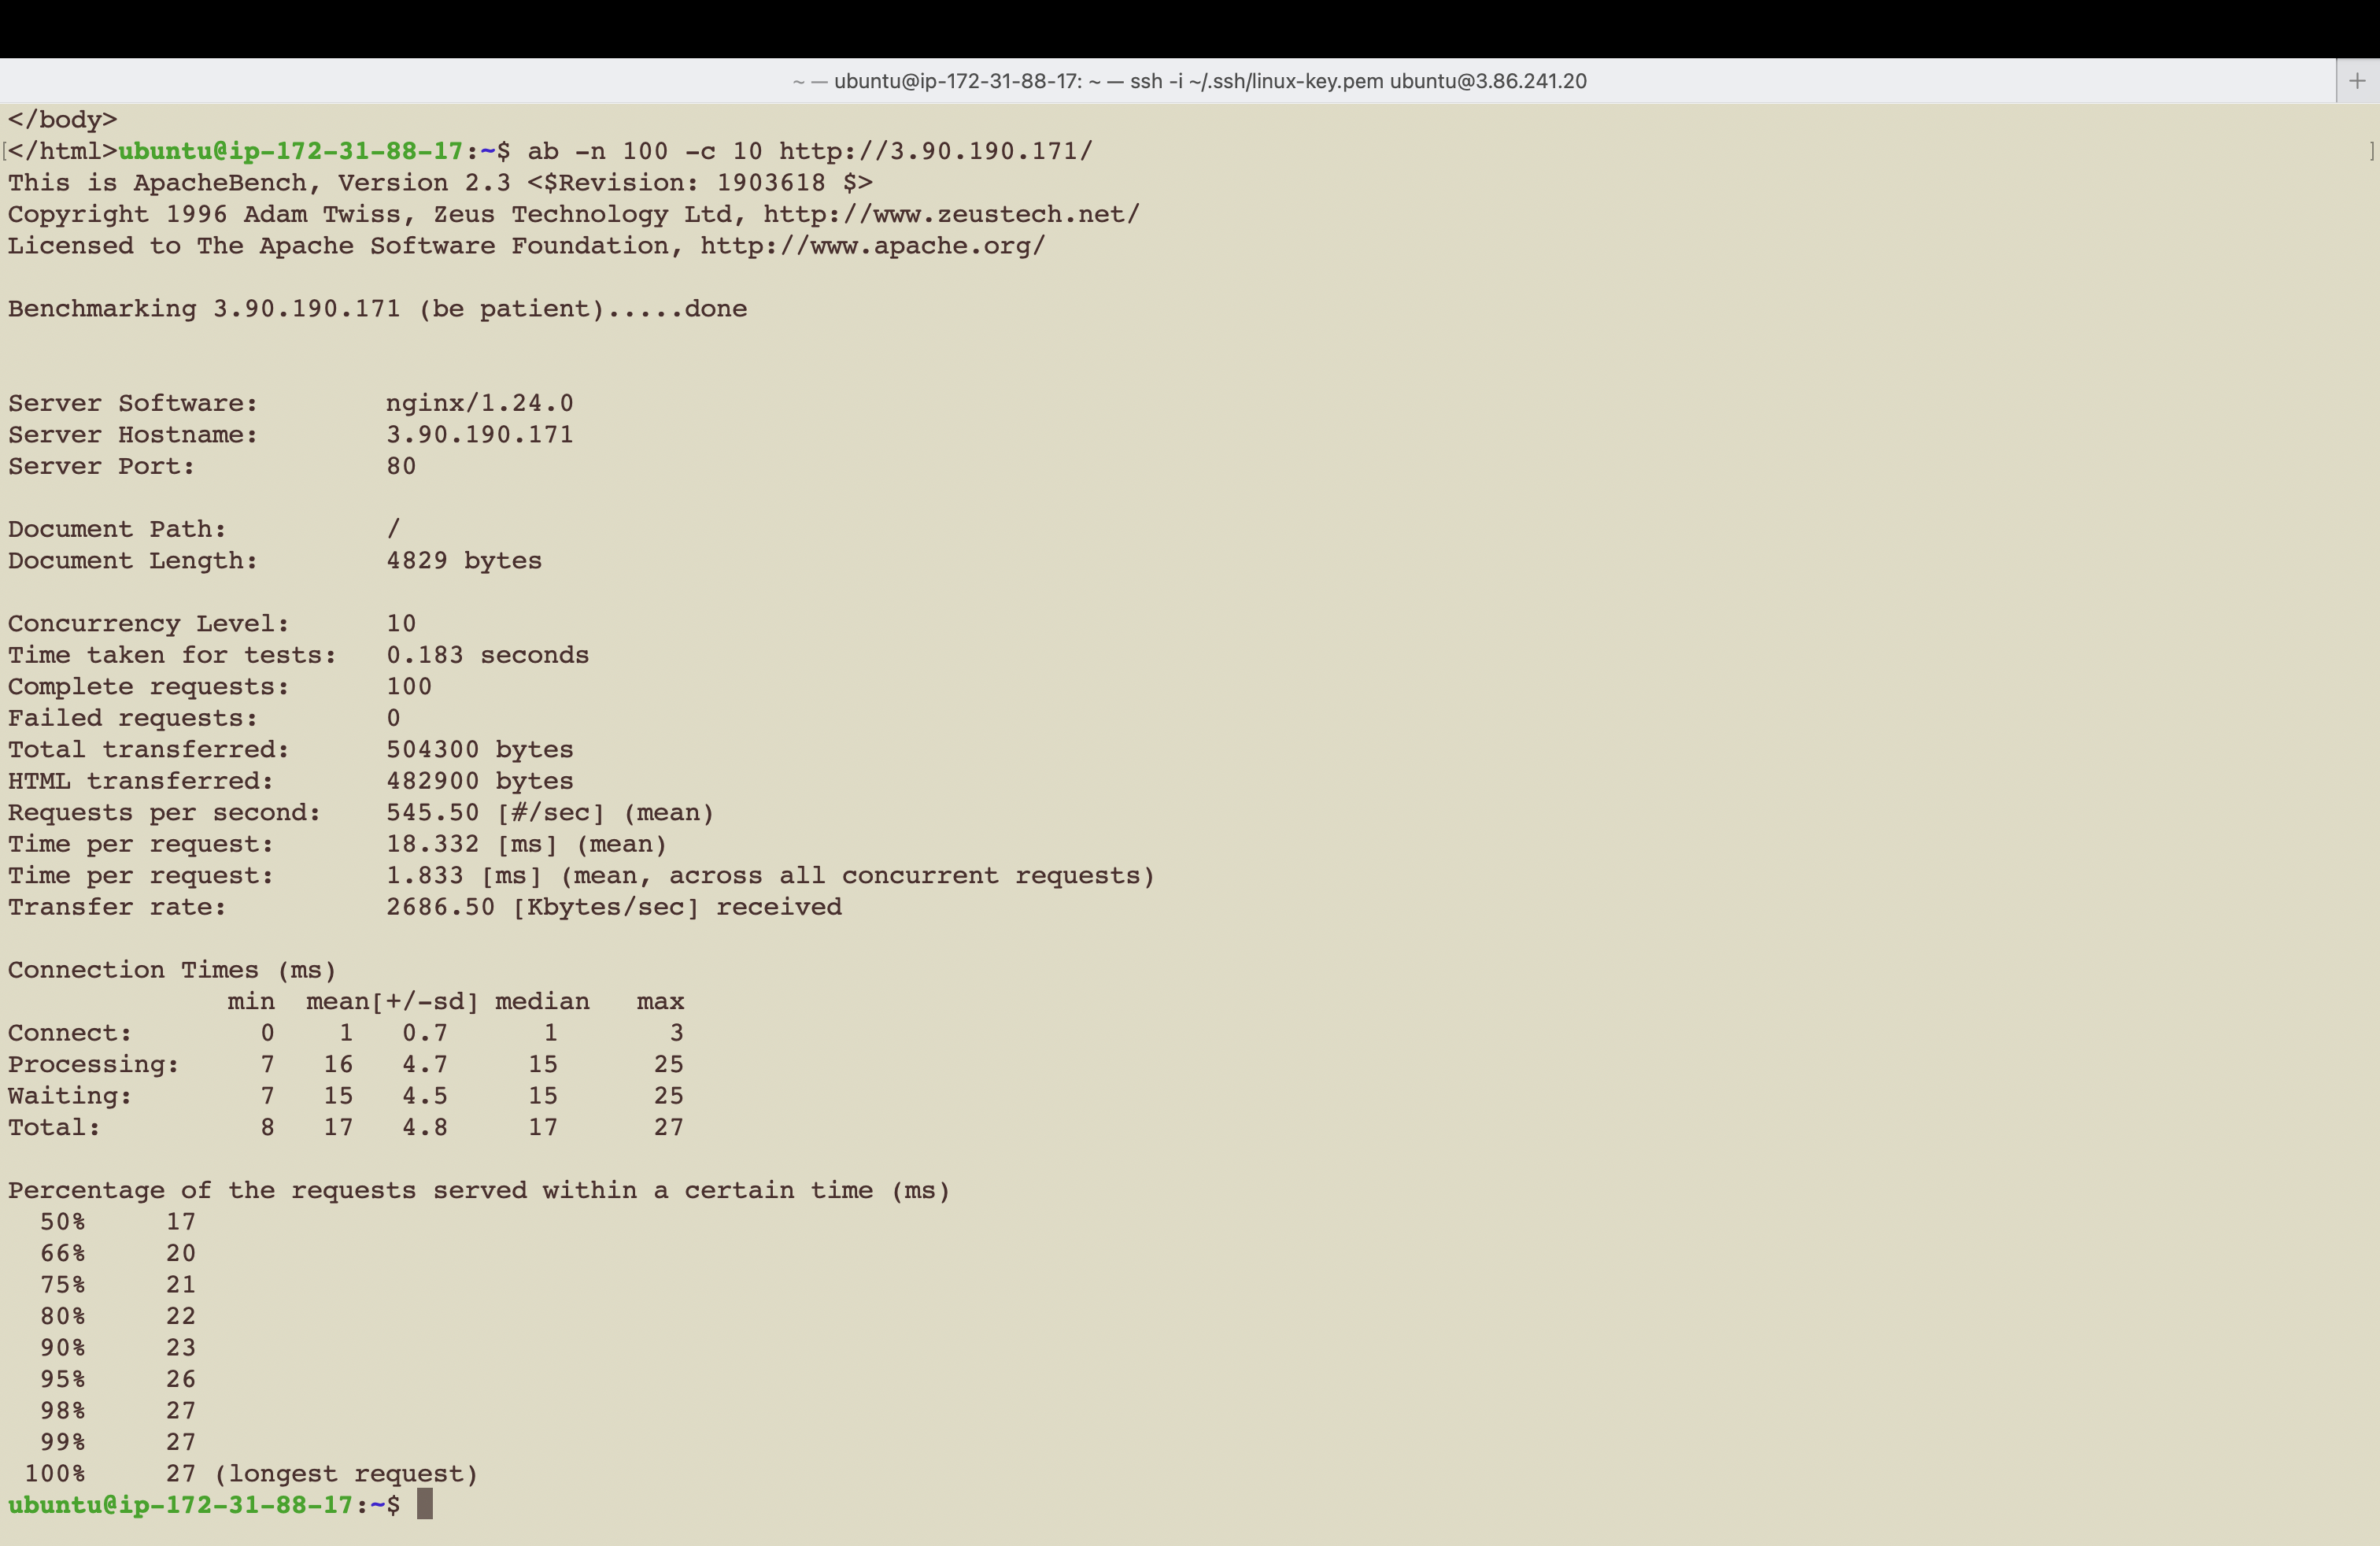 ~ — ubuntu@ip-172-31-88-17: ~ — ssh -i ~/.ssh/linux-key.pem ubuntu@3.86.241.20
+
</body>
[</html>ubuntu@ip-172-31-88-17:~$ ab -n 100 -c 10 http://3.90.190.171/ ]
This is ApacheBench, Version 2.3 <$Revision: 1903618 $>
Copyright 1996 Adam Twiss, Zeus Technology Ltd, http://www.zeustech.net/
Licensed to The Apache Software Foundation, http://www.apache.org/

Benchmarking 3.90.190.171 (be patient).....done


Server Software:        nginx/1.24.0
Server Hostname:        3.90.190.171
Server Port:            80

Document Path:          /
Document Length:        4829 bytes

Concurrency Level:      10
Time taken for tests:   0.183 seconds
Complete requests:      100
Failed requests:        0
Total transferred:      504300 bytes
HTML transferred:       482900 bytes
Requests per second:    545.50 [#/sec] (mean)
Time per request:       18.332 [ms] (mean)
Time per request:       1.833 [ms] (mean, across all concurrent requests)
Transfer rate:          2686.50 [Kbytes/sec] received

Connection Times (ms)
              min  mean[+/-sd] median   max
Connect:        0    1   0.7      1       3
Processing:     7   16   4.7     15      25
Waiting:        7   15   4.5     15      25
Total:          8   17   4.8     17      27

Percentage of the requests served within a certain time (ms)
  50%     17
  66%     20
  75%     21
  80%     22
  90%     23
  95%     26
  98%     27
  99%     27
 100%     27 (longest request)
ubuntu@ip-172-31-88-17:~$